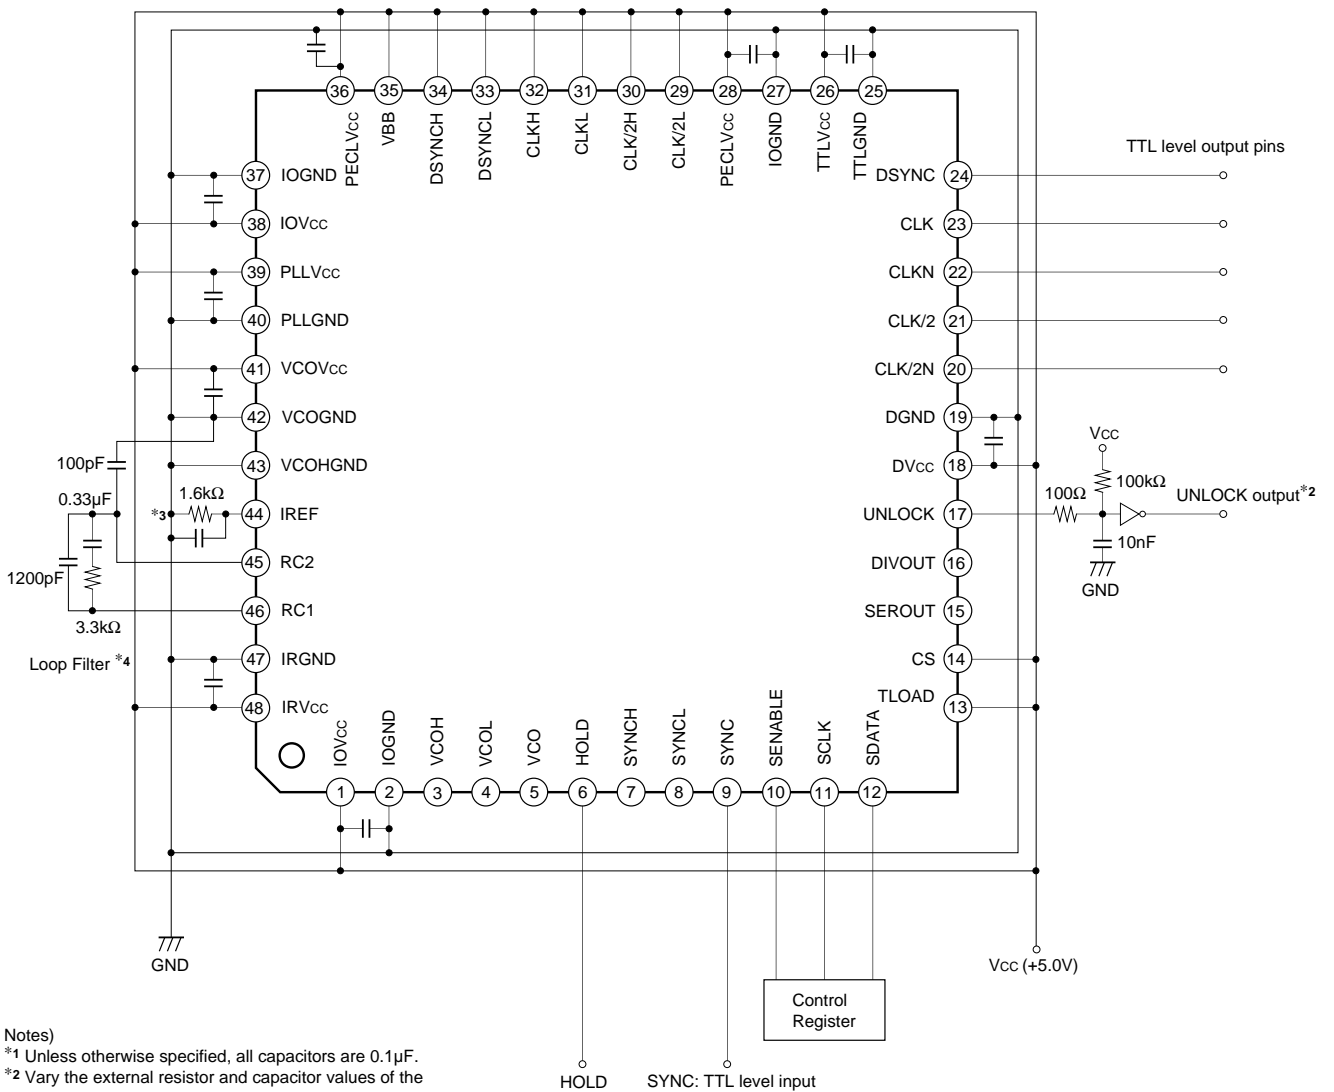 36
35
34
33
32
31
30
29
28
27
26
25
PECLVcc
VBB
DSYNCH
DSYNCL
CLKH
CLKL
CLK/2H
CLK/2L
PECLVcc
IOGND
TTLVcc
TTLGND
TTL level output pins
37 IOGND
DSYNC 24
38 IOVcc
CLK 23
39 PLLVcc
CLKN 22
40 PLLGND
CLK/2 21
41 VCOVcc
CLK/2N 20
42 VCOGND
DGND 19
Vcc
100pF
43 VCOHGND
DVcc 18
100kΩ
0.33μF
1.6kΩ
100Ω
UNLOCK output*2
*3
44 IREF
UNLOCK 17
10nF
1200pF
45 RC2
DIVOUT 16
GND
46 RC1
SEROUT 15
3.3kΩ
Loop Filter *4
47 IRGND
CS 14
48 IRVcc
TLOAD 13
IOVcc
IOGND
VCOH
VCOL
VCO
HOLD
SYNCH
SYNCL
SYNC
SENABLE
SCLK
SDATA
1
2
3
4
5
6
7
8
9
10
11
12
GND
Vcc (+5.0V)
Control
Register
Notes)
*1 Unless otherwise specified, all capacitors are 0.1μF.
*2 Vary the external resistor and capacitor values of the
HOLD
SYNC: TTL level input